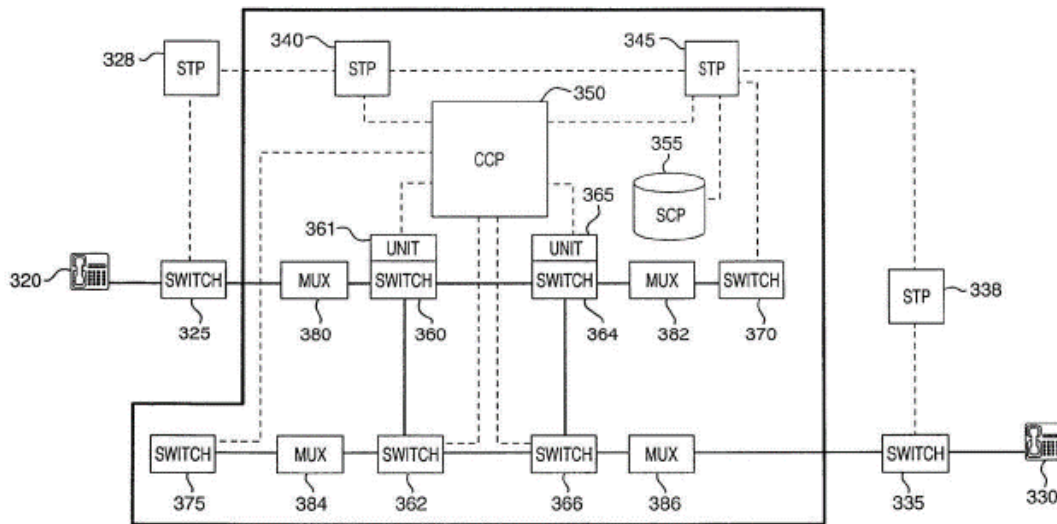 328
STP
340
STP
345
STP
350
CCP
355
SCP
361
UNIT
365
UNIT
320
SWITCH
325
MUX
380
SWITCH
360
SWITCH
364
MUX
382
SWITCH
370
STP
338
SWITCH
375
MUX
384
SWITCH
362
SWITCH
366
MUX
386
SWITCH
335
330